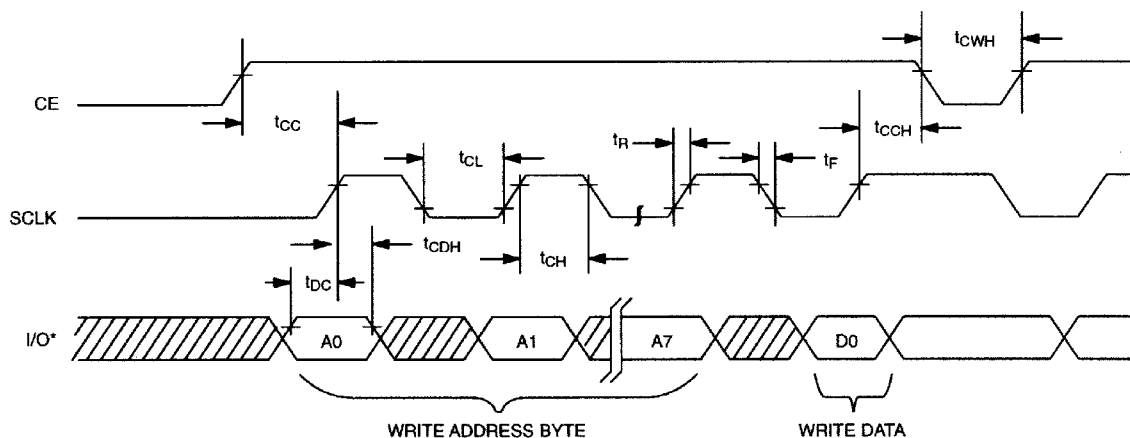 tCWH
CE
tCC
tCCH
tCL
tR
tF
SCLK
tCDH
tCH
tDC
I/O*
A0
A1
A7
D0
WRITE ADDRESS BYTE
WRITE DATA